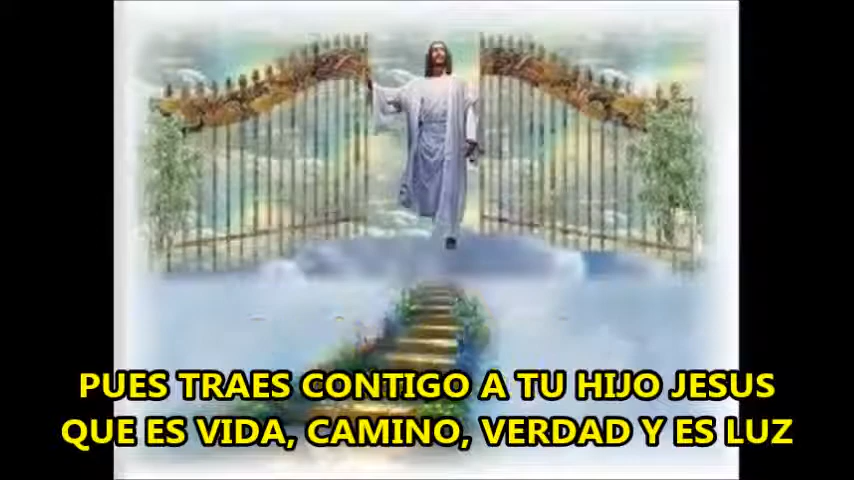 PUES TRAES CONTIGO A TU HIJO JESUS
QUE ES VIDA, CAMINO, VERDAD Y ES LUZ